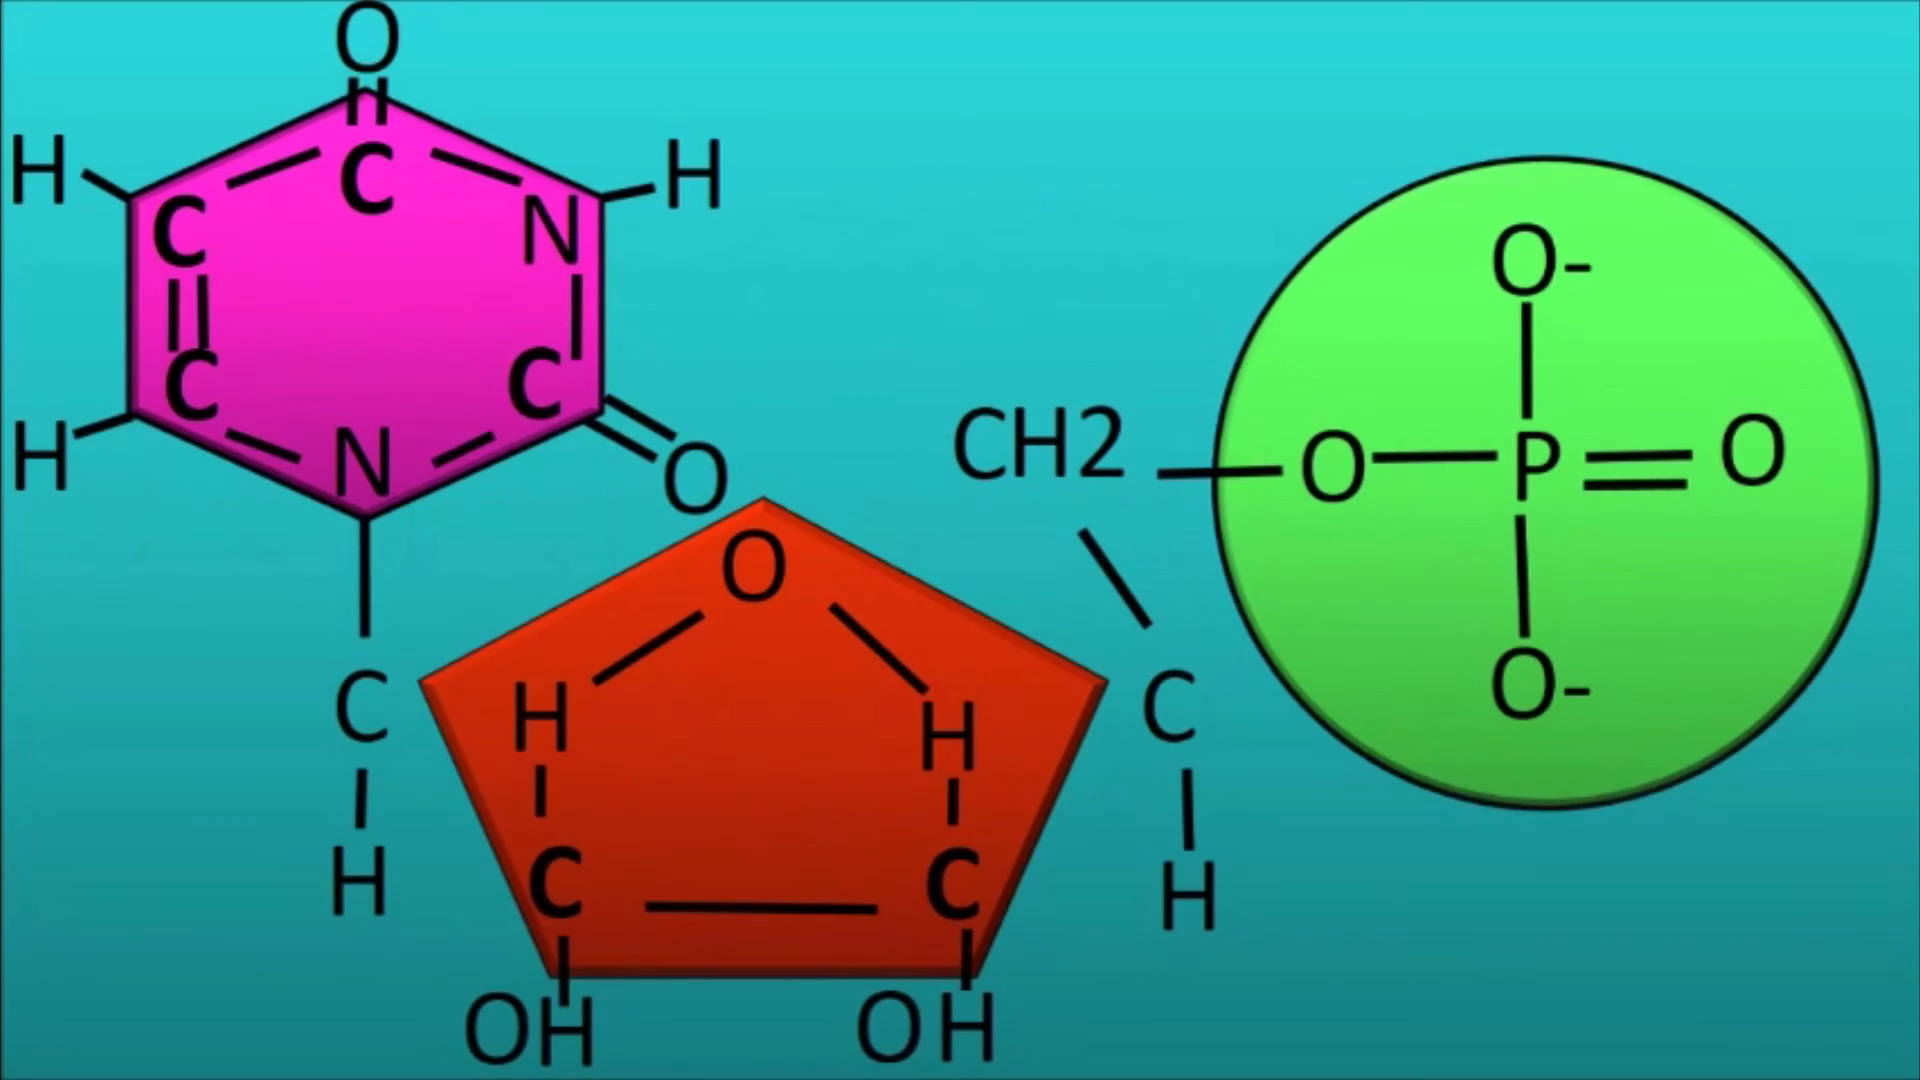 O
H C N H
C
C C
H N O
CH2
O-
O P O
O-
O
C H H C
H C C H
OH OH